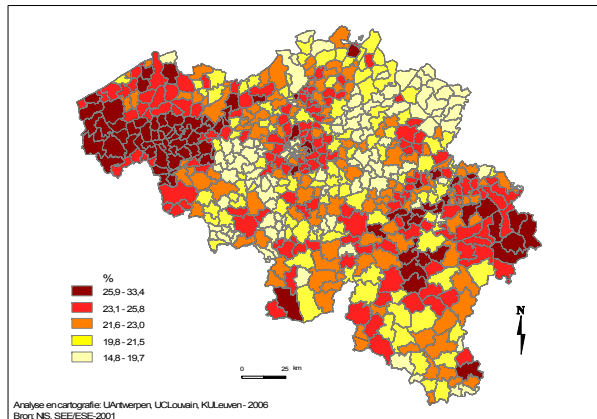 %
25,9 - 33,4
23,1 - 25,8
21,6 - 23,0
19,8 - 21,5
14,8 - 19,7
N
0 25 km
Analyse en cartografie: UAntwerpen, UCLouvain, KULeuven - 2006
Bron: NIS, SEE/ESE-2001